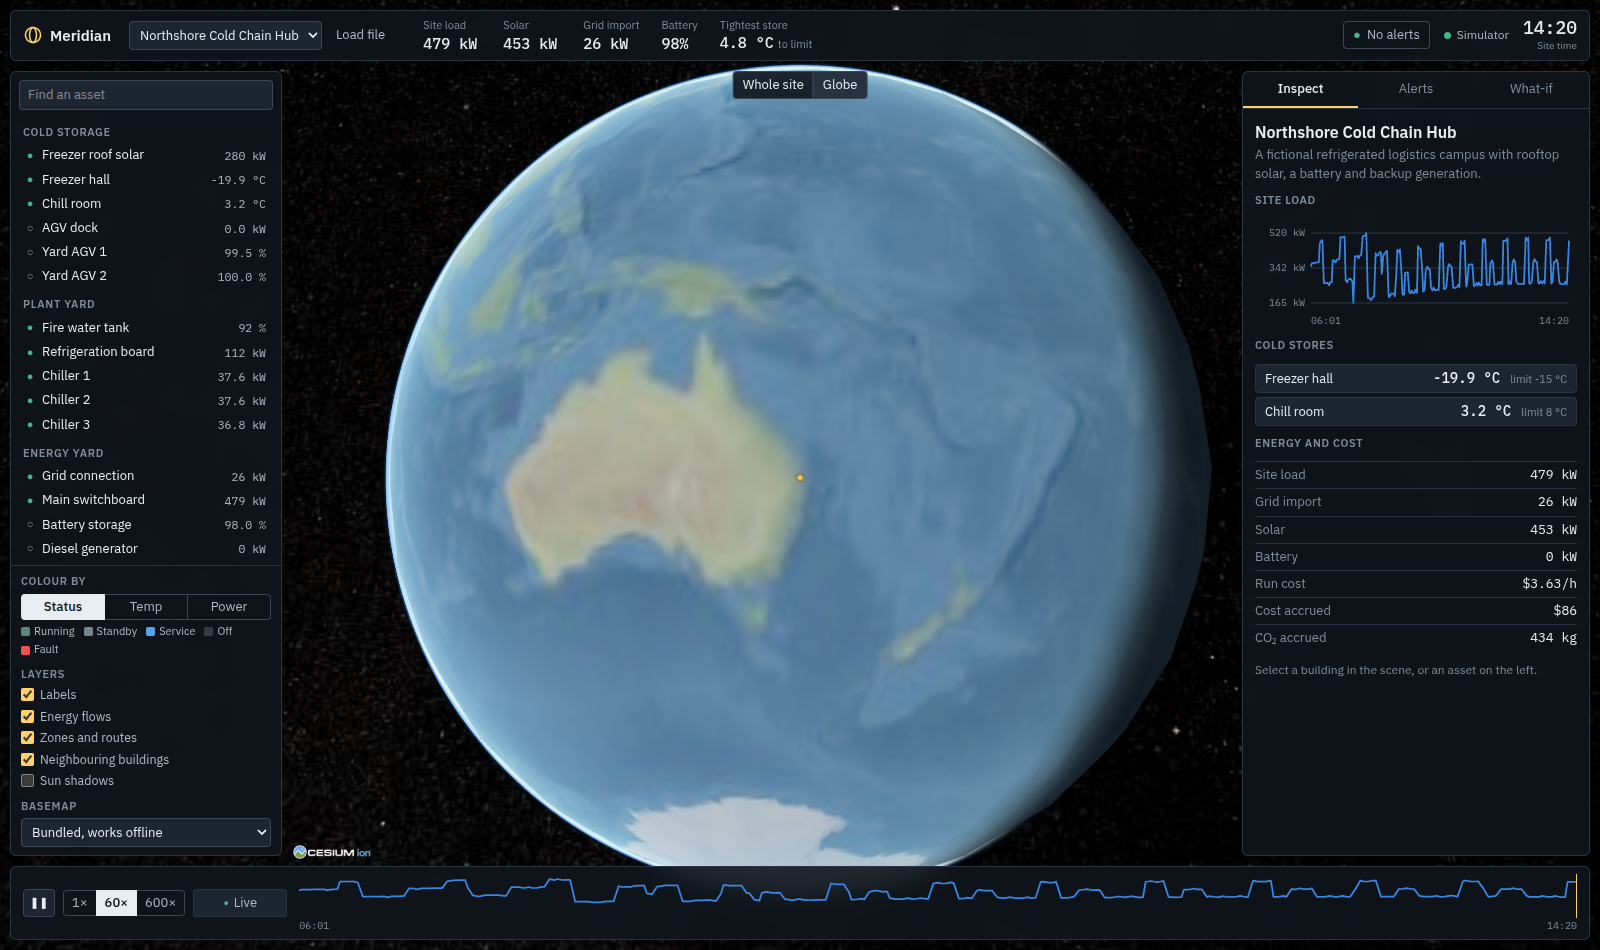 Meridian
Northshore Cold Chain Hub
Load file
Site load
479 kW
Solar
453 kW
Grid import
26 kW
Battery
98%
Tightest store
4.8 °C to limit
No alerts
Simulator
14:20
Site time
Find an asset
COLD STORAGE
Freezer roof solar 280 kW
Freezer hall -19.9 °C
Chill room 3.2 °C
AGV dock 0.0 kW
Yard AGV 1 99.5 %
Yard AGV 2 100.0 %
PLANT YARD
Fire water tank 92 %
Refrigeration board 112 kW
Chiller 1 37.6 kW
Chiller 2 37.6 kW
Chiller 3 36.8 kW
ENERGY YARD
Grid connection 26 kW
Main switchboard 479 kW
Battery storage 98.0 %
Diesel generator 0 kW
COLOUR BY
Status Temp Power
Running Standby Service Off
Fault
LAYERS
Labels
Energy flows
Zones and routes
Neighbouring buildings
Sun shadows
BASEMAP
Bundled, works offline
Whole site Globe
CESIUM ion
Inspect Alerts What-if
Northshore Cold Chain Hub
A fictional refrigerated logistics campus with rooftop
solar, a battery and backup generation.
SITE LOAD
520 kW
342 kW
165 kW
06:01 14:20
COLD STORES
Freezer hall -19.9 °C limit -15 °C
Chill room 3.2 °C limit 8 °C
ENERGY AND COST
Site load 479 kW
Grid import 26 kW
Solar 453 kW
Battery 0 kW
Run cost $3.63/h
Cost accrued $86
CO₂ accrued 434 kg
Select a building in the scene, or an asset on the left.
1× 60× 600× Live
06:01 14:20